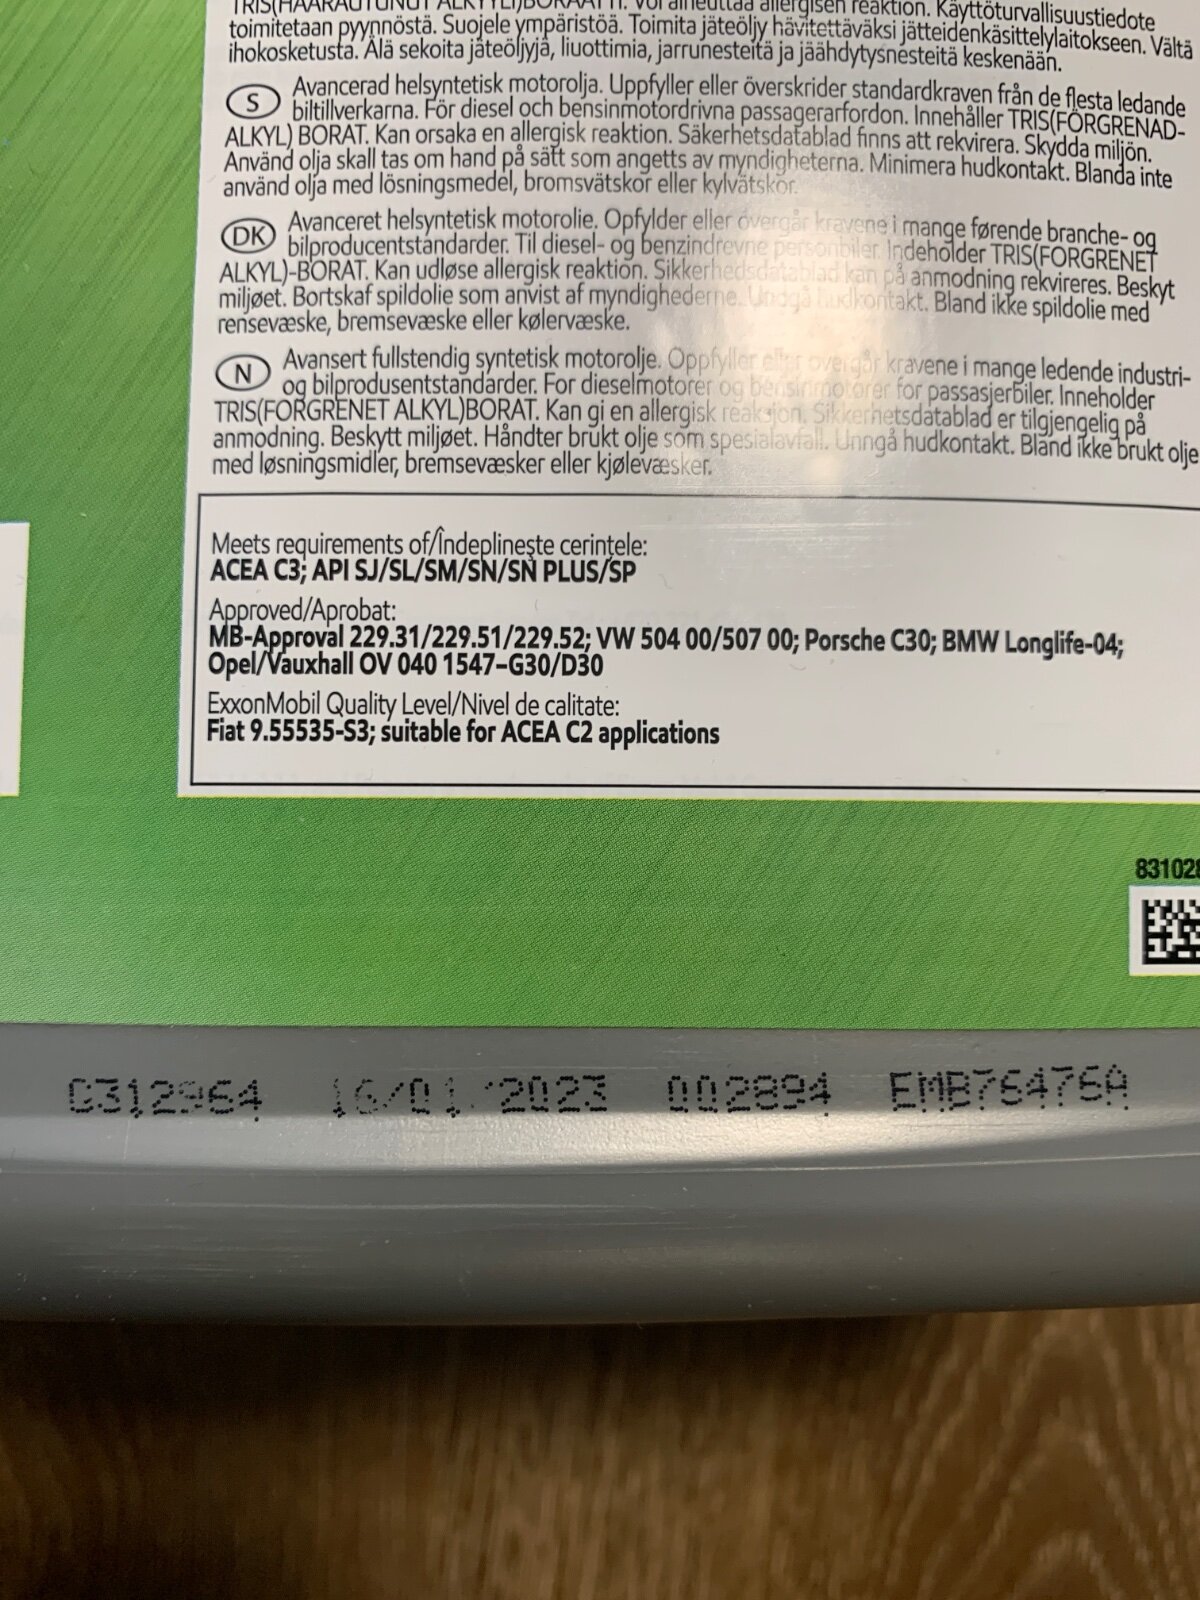 TRIS(HAARAUTUNUT ALKYYLI)BORAATTI. Voi aiheuttaa allergisen reaktion. Käyttöturvallisuustiedote
toimitetaan pyynnöstä. Suojele ympäristöä. Toimita jäteöljy hävitettäväksi jätteidenkäsittelylaitokseen. Vältä
ihokosketusta. Älä sekoita jäteöljyjä, liuottimia, jarrunesteitä ja jäähdytysnesteitä keskenään.
S Avancerad helsyntetisk motorolja. Uppfyller eller överskrider standardkraven från de flesta ledande
biltillverkarna. För diesel och bensinmotordrivna passagerarfordon. Innehåller TRIS(FÖRGRENAD-
ALKYL) BORAT. Kan orsaka en allergisk reaktion. Säkerhetsdatablad finns att rekvirera. Skydda miljön.
Använd olja skall tas om hand på sätt som angetts av myndigheterna. Minimera hudkontakt. Blanda inte
använd olja med lösningsmedel, bromsvätskor eller kylvätskor.
DK Avanceret helsyntetisk motorolie. Opfylder eller overgår kravene i mange førende branche- og
bilproducentstandarder. Til diesel- og benzindrevne personbiler. Indeholder TRIS(FORGRENET
ALKYL)-BORAT. Kan udløse allergisk reaktion. Sikkerhedsdatablad kan på anmodning rekvireres. Beskyt
miljøet. Bortskaf spildolie som anvist af myndighederne. Undgå hudkontakt. Bland ikke spildolie med
rensevæske, bremsevæske eller kølervæske.
N Avansert fullstendig syntetisk motorolje. Oppfyller eller overgår kravene i mange ledende industri-
og bilprodusentstandarder. For dieselmotorer og bensinmotorer for passasjerbiler. Inneholder
TRIS(FORGRENET ALKYL)BORAT. Kan gi en allergisk reaksjon. Sikkerhetsdatablad er tilgjengelig på
anmodning. Beskytt miljøet. Håndter brukt olje som spesialavfall. Unngå hudkontakt. Bland ikke brukt olje
med løsningsmidler, bremsevæsker eller kjølevæsker.
Meets requirements of/Îndeplinește cerințele:
ACEA C3; API SJ/SL/SM/SN/SN PLUS/SP
Approved/Aprobat:
MB-Approval 229.31/229.51/229.52; VW 504 00/507 00; Porsche C30; BMW Longlife-04;
Opel/Vauxhall OV 040 1547–G30/D30
ExxonMobil Quality Level/Nivel de calitate:
Fiat 9.55535-S3; suitable for ACEA C2 applications
831028
G312964 16/01/2023 002894 EMB76476A